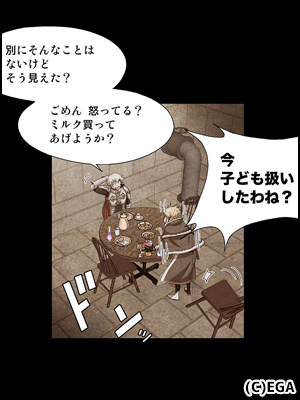 別にそんなことは
ないけど
そう見えた？
ごめん 怒ってる？
ミルク買って
あげようか？
今
子ども扱い
したわね？
ドンッ
(C)EGA